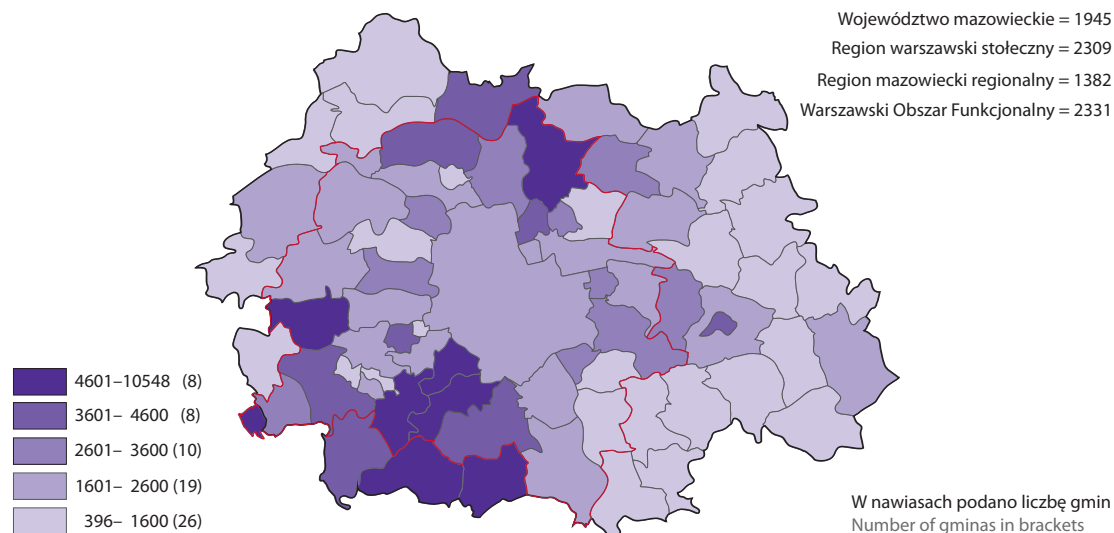 Województwo mazowieckie = 1945
Region warszawski stołeczny = 2309
Region mazowiecki regionalny = 1382
Warszawski Obszar Funkcjonalny = 2331
4601–10548 (8)
3601– 4600 (8)
2601– 3600 (10)
1601– 2600 (19)
396– 1600 (26)
W nawiasach podano liczbę gmin
Number of gminas in brackets